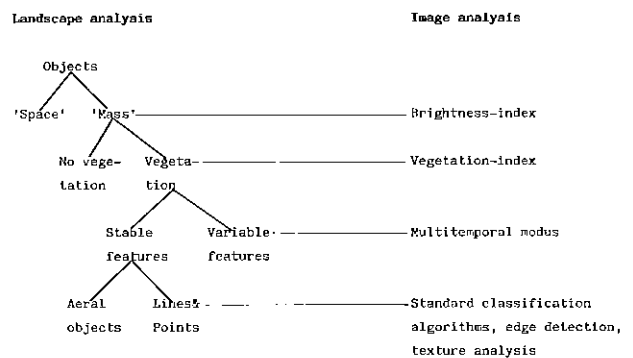 Landscape analysis Image analysis
Objects
'Space' 'Mass' Brightness-index
No vege- Vegeta- Vegetation-index
tation tion
Stable Variable Multitemporal modus
features features
Aeral Lines& Standard classification
objects Points algorithms, edge detection,
texture analysis